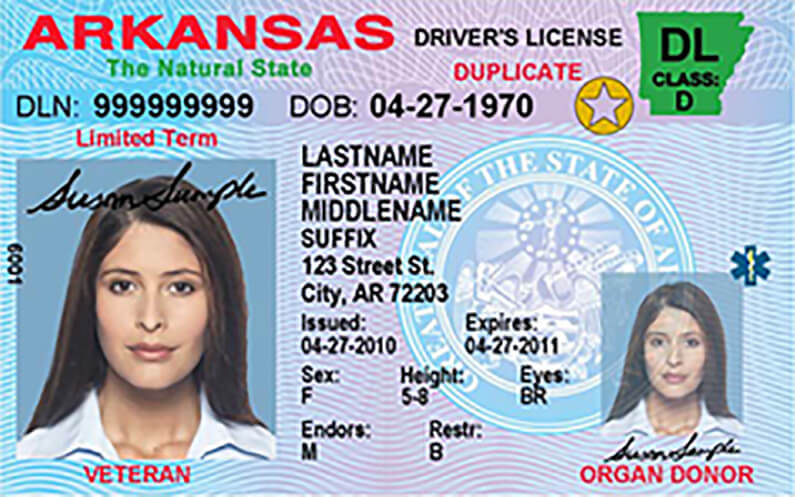 ARKANSAS DRIVER'S LICENSE
The Natural State DUPLICATE
DL
CLASS:
D
DLN: 999999999 DOB: 04-27-1970
Limited Term
Susan Sample
6001
LASTNAME
FIRSTNAME
MIDDLENAME
SUFFIX
123 Street St.
City, AR 72203
Issued: Expires:
04-27-2010 04-27-2011
Sex: Height: Eyes:
F 5-8 BR
Endors: Restr:
M B
VETERAN
Susan Sample
ORGAN DONOR
OF THE STATE OF